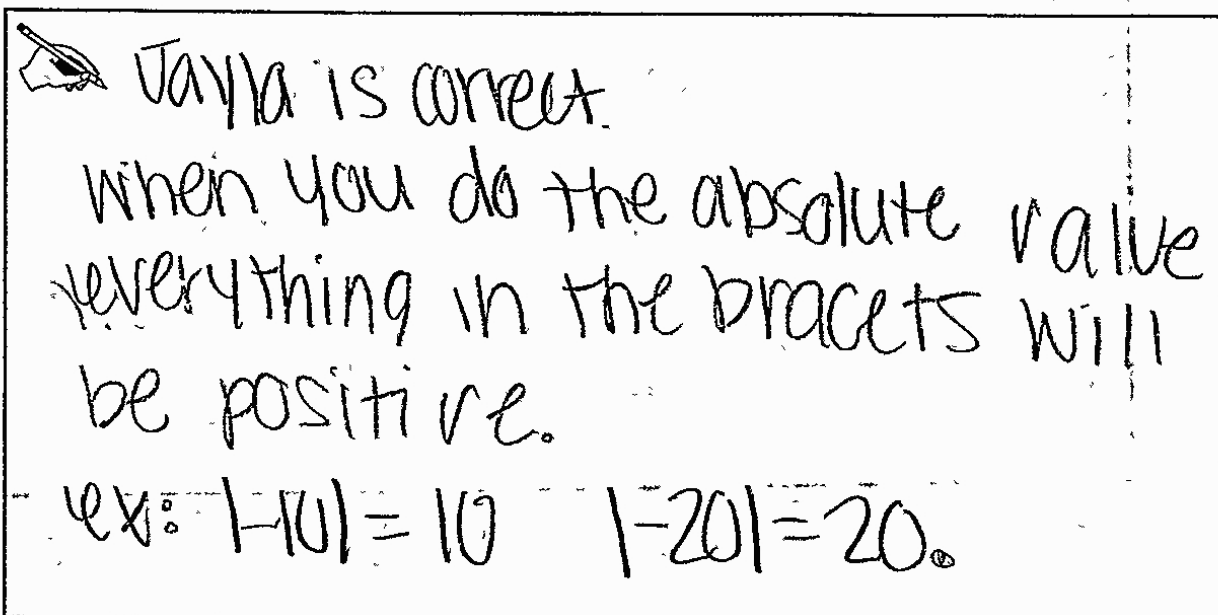 Jayla is correct.
when you do the absolute value
everything in the bracets will
be positive.
ex: |-10| = 10 |-20| = 20.